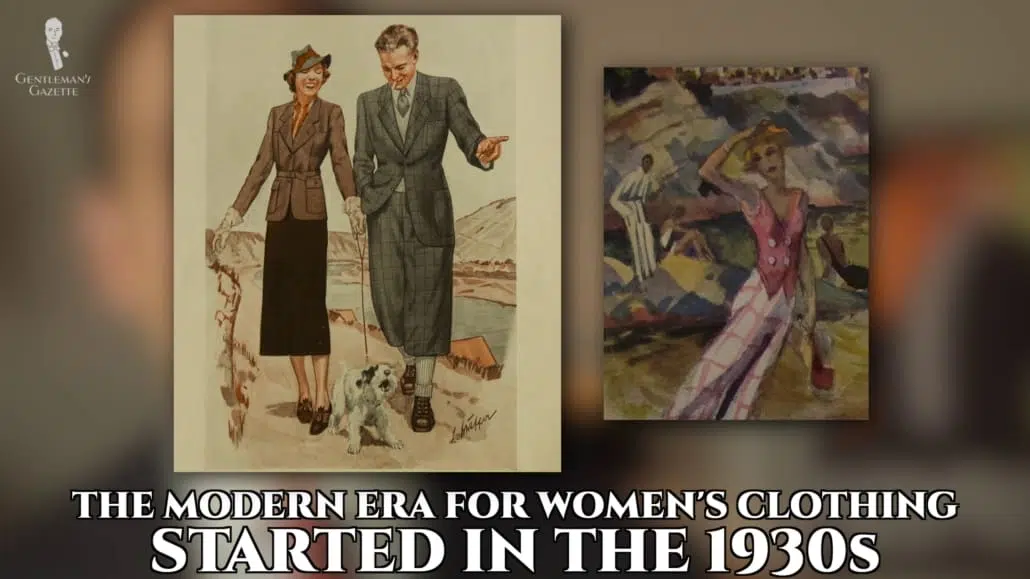 GENTLEMAN'S
GAZETTE
THE MODERN ERA FOR WOMEN'S CLOTHING
STARTED IN THE 1930s